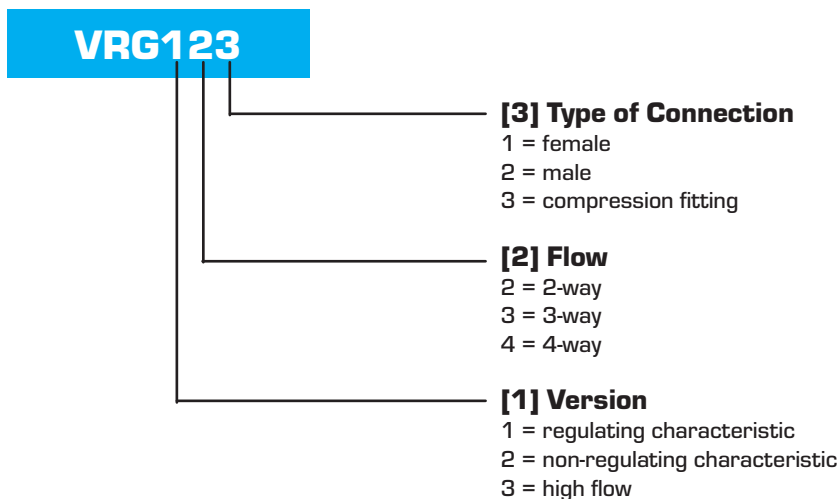 VRG123
[3] Type of Connection
1 = female
2 = male
3 = compression fitting
[2] Flow
2 = 2-way
3 = 3-way
4 = 4-way
[1] Version
1 = regulating characteristic
2 = non-regulating characteristic
3 = high flow